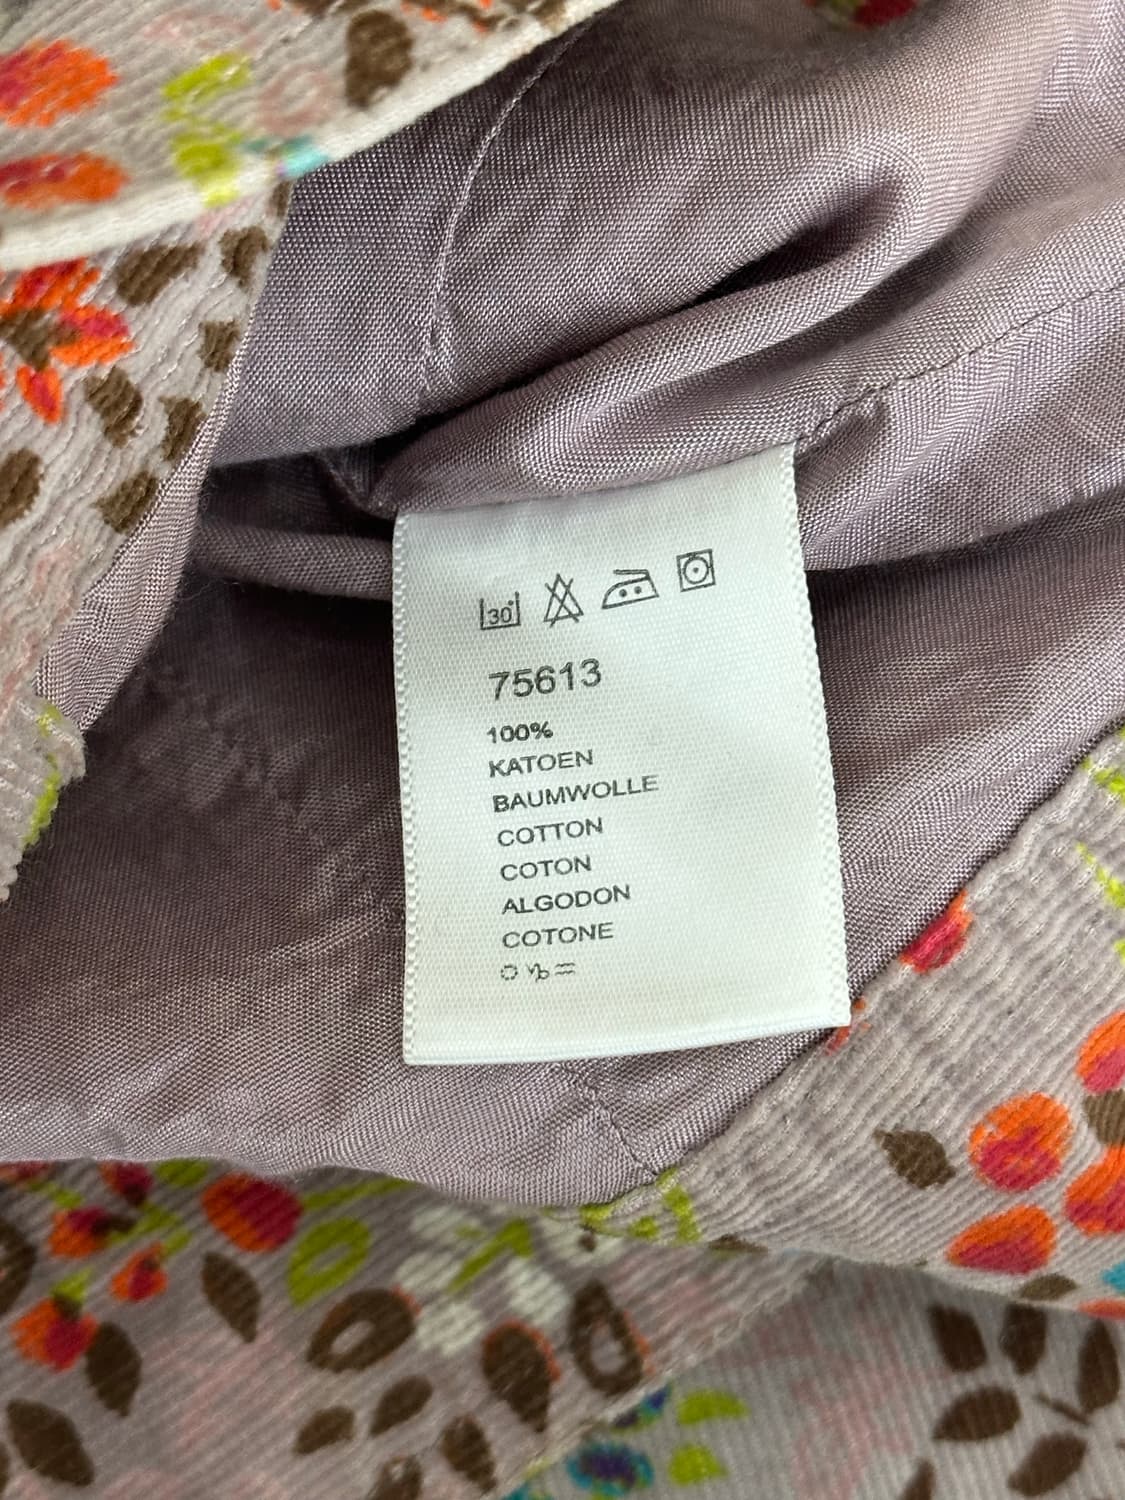 30°
75613
100%
KATOEN
BAUMWOLLE
COTTON
COTON
ALGODON
COTONE